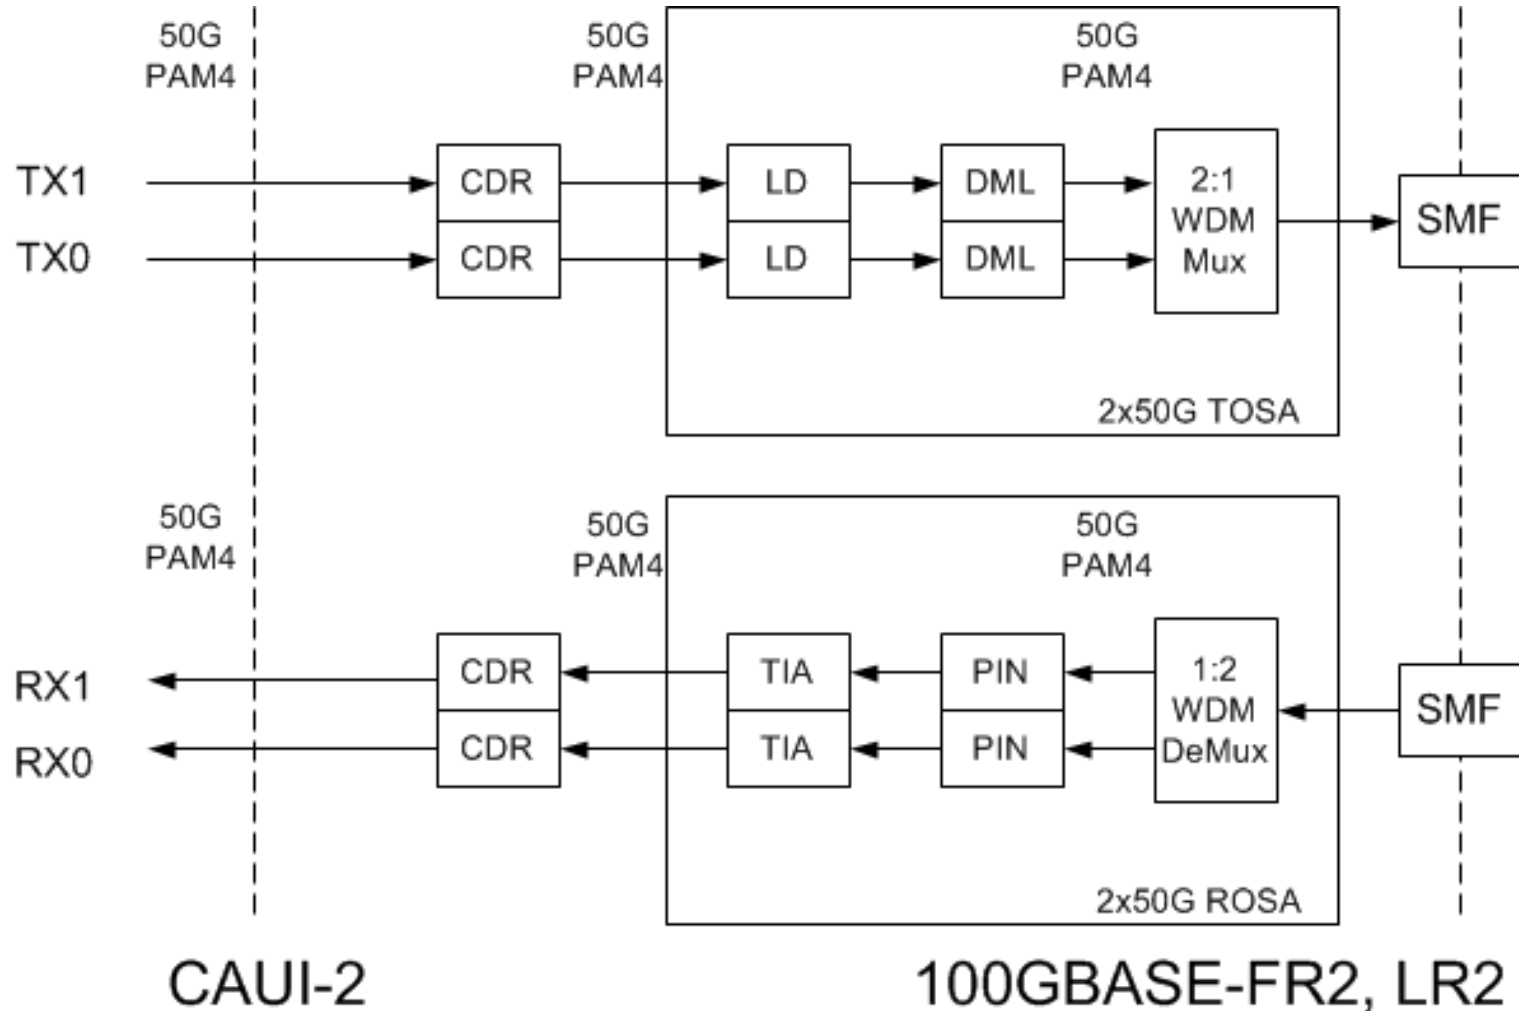 50G
PAM4
50G
PAM4
50G
PAM4
TX1
CDR
LD
DML
2:1
WDM
Mux
SMF
TX0
CDR
LD
DML
2x50G TOSA
50G
PAM4
50G
PAM4
50G
PAM4
RX1
CDR
TIA
PIN
1:2
WDM
DeMux
SMF
RX0
CDR
TIA
PIN
2x50G ROSA
CAUI-2
100GBASE-FR2, LR2